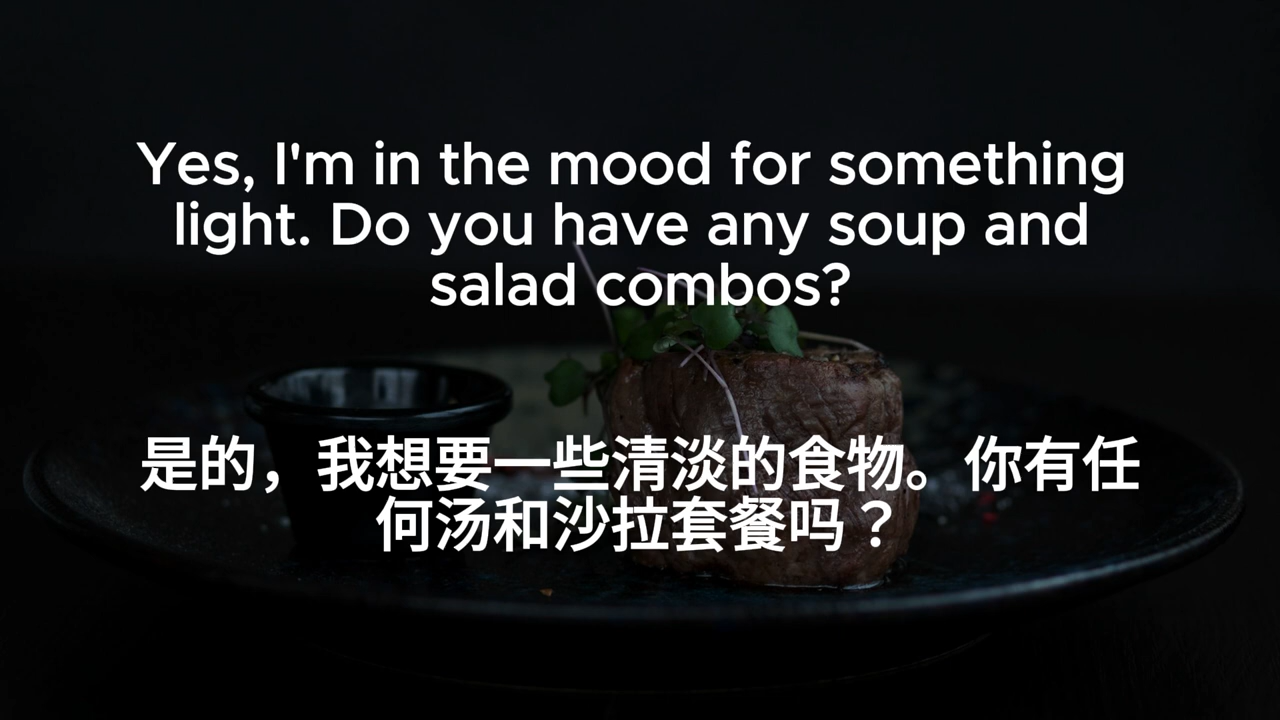 Yes, I'm in the mood for something
light. Do you have any soup and
salad combos?
是的，我想要一些清淡的食物。你有任
何汤和沙拉套餐吗？